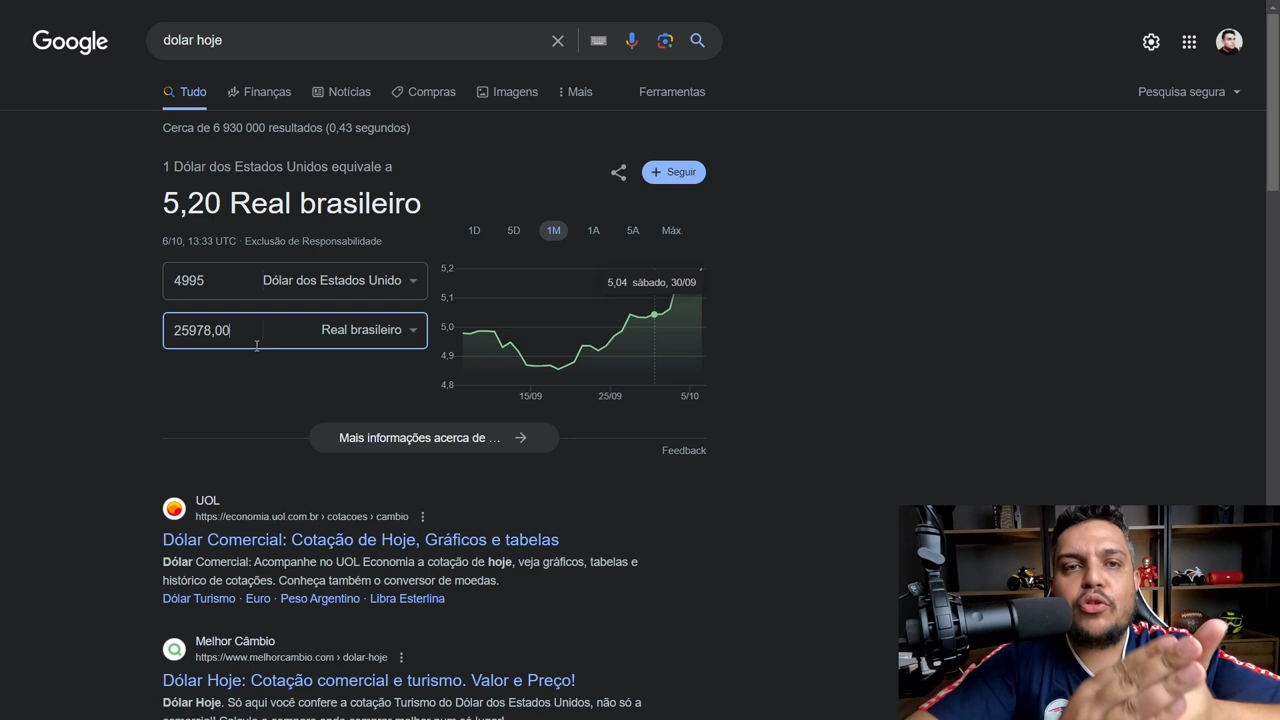 Google
dolar hoje
Tudo
Finanças
Notícias
Compras
Imagens
Mais
Ferramentas
Pesquisa segura
Cerca de 6 930 000 resultados (0,43 segundos)
1 Dólar dos Estados Unidos equivale a
Seguir
5,20 Real brasileiro
6/10, 13:33 UTC · Exclusão de Responsabilidade
1D
5D
1M
1A
5A
Máx.
4995
Dólar dos Estados Unido
25978,00
Real brasileiro
5,2
5,1
5,0
4,9
4,8
5,04 sábado, 30/09
15/09
25/09
5/10
Mais informações acerca de …
Feedback
UOL
https://economia.uol.com.br › cotacoes › cambio
Dólar Comercial: Cotação de Hoje, Gráficos e tabelas
Dólar Comercial: Acompanhe no UOL Economia a cotação de hoje, veja gráficos, tabelas e
histórico de cotações. Conheça também o conversor de moedas.
Dólar Turismo · Euro · Peso Argentino · Libra Esterlina
Melhor Câmbio
https://www.melhorcambio.com › dolar-hoje
Dólar Hoje: Cotação comercial e turismo. Valor e Preço!
Dólar Hoje. Só aqui você confere a cotação Turismo do Dólar dos Estados Unidos, não só a